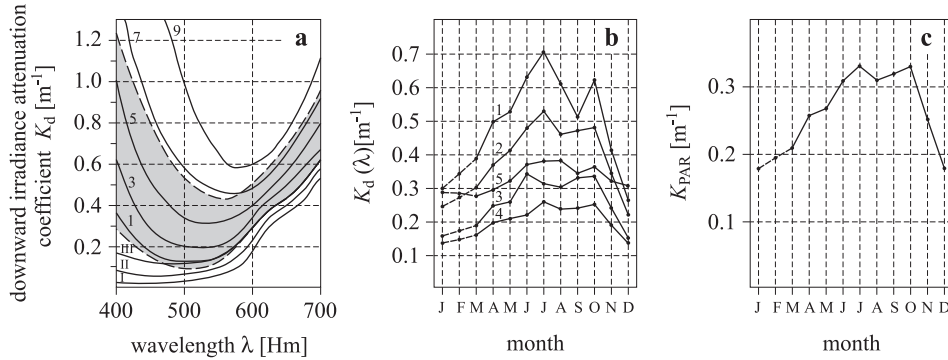 a
downward irradiance attenuation
coefficient Kd [m-1]
1.2
1.0
0.8
0.6
0.4
0.2
7
9
5
3
1
III
II
I
400 500 600 700
wavelength λ [Hm]
b
Kd (λ)[m-1]
0.7
0.6
0.5
0.4
0.3
0.2
0.1
1
2
5
3
4
J F M A M J J A S O N D
month
c
KPAR [m-1]
0.3
0.2
0.1
J F M A M J J A S O N D
month